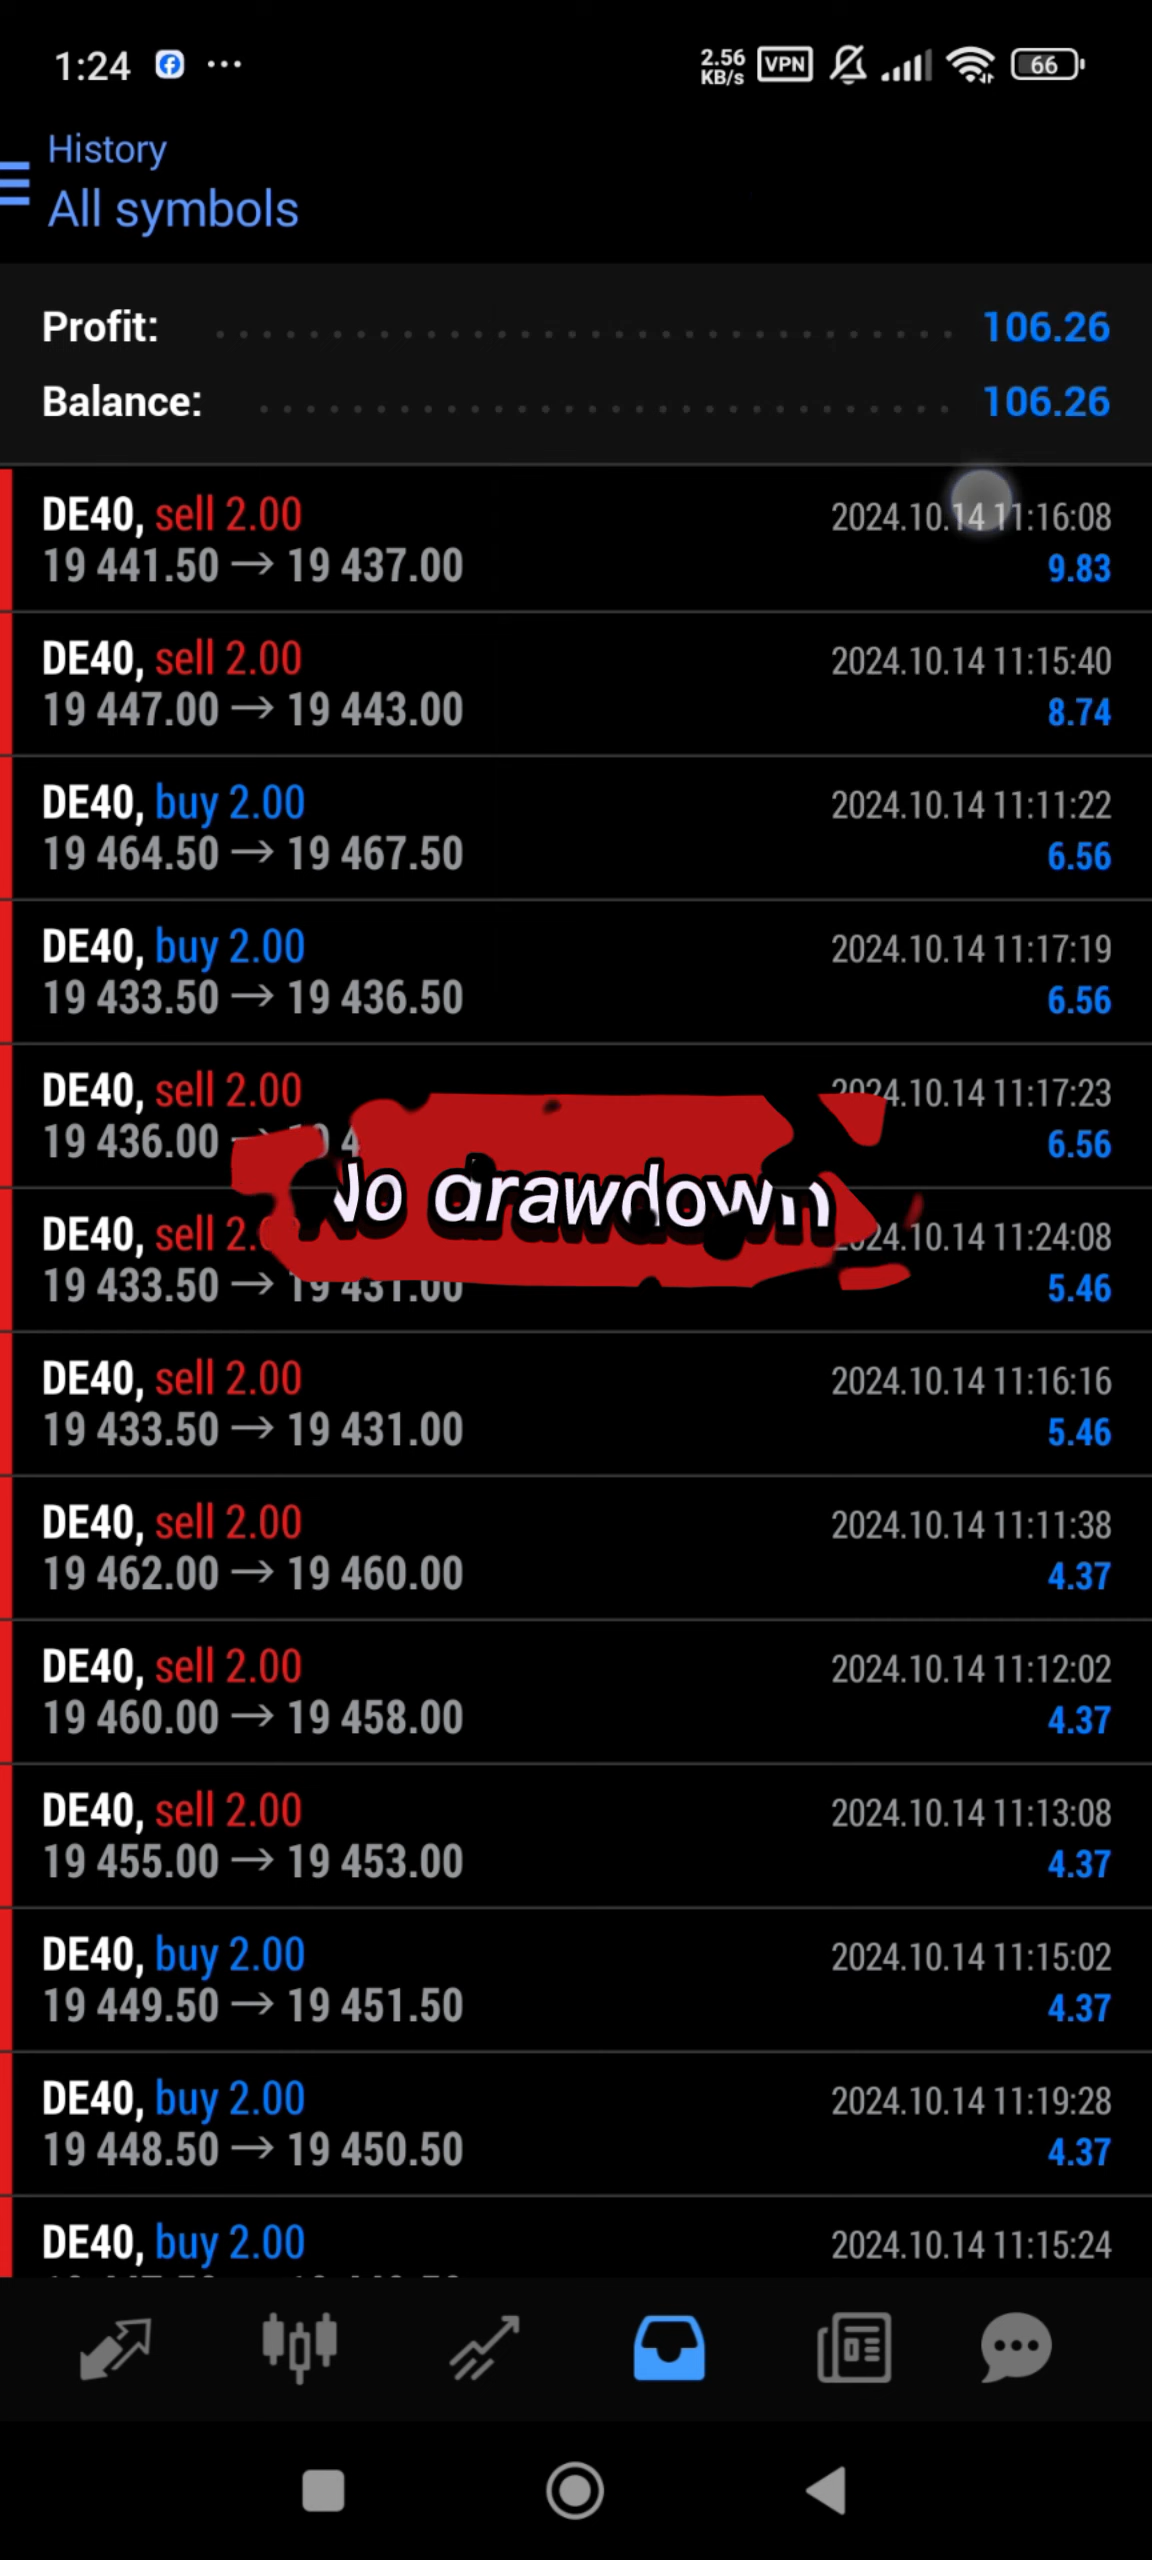 1:24
2.56 KB/s VPN 66
History
All symbols
Profit: 106.26
Balance: 106.26
DE40, sell 2.00 2024.10.14 11:16:08
19 441.50 → 19 437.00 9.83
DE40, sell 2.00 2024.10.14 11:15:40
19 447.00 → 19 443.00 8.74
DE40, buy 2.00 2024.10.14 11:11:22
19 464.50 → 19 467.50 6.56
DE40, buy 2.00 2024.10.14 11:17:19
19 433.50 → 19 436.50 6.56
DE40, sell 2.00 2024.10.14 11:17:23
19 436.00 6.56
No drawdown
DE40, sell 2024.10.14 11:24:08
19 433.50 → 19 431.00 5.46
DE40, sell 2.00 2024.10.14 11:16:16
19 433.50 → 19 431.00 5.46
DE40, sell 2.00 2024.10.14 11:11:38
19 462.00 → 19 460.00 4.37
DE40, sell 2.00 2024.10.14 11:12:02
19 460.00 → 19 458.00 4.37
DE40, sell 2.00 2024.10.14 11:13:08
19 455.00 → 19 453.00 4.37
DE40, buy 2.00 2024.10.14 11:15:02
19 449.50 → 19 451.50 4.37
DE40, buy 2.00 2024.10.14 11:19:28
19 448.50 → 19 450.50 4.37
DE40, buy 2.00 2024.10.14 11:15:24